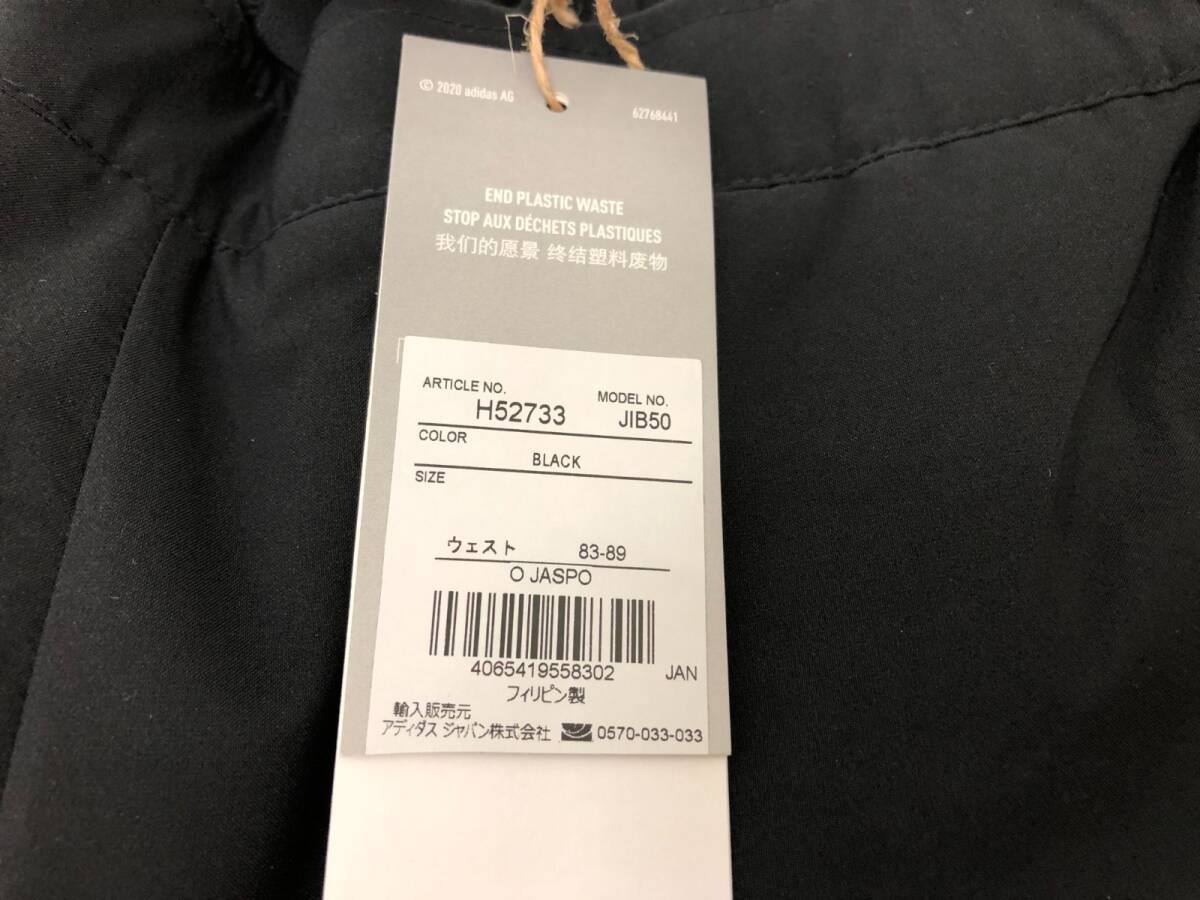 © 2020 adidas AG
62768441
END PLASTIC WASTE
STOP AUX DÉCHETS PLASTIQUES
我们的愿景 终结塑料废物
ARTICLE NO. MODEL NO.
H52733 JIB50
COLOR
BLACK
SIZE
ウェスト 83-89
O JASPO
4065419558302 JAN
フィリピン製
輸入販売元
アディダス ジャパン株式会社 0570-033-033